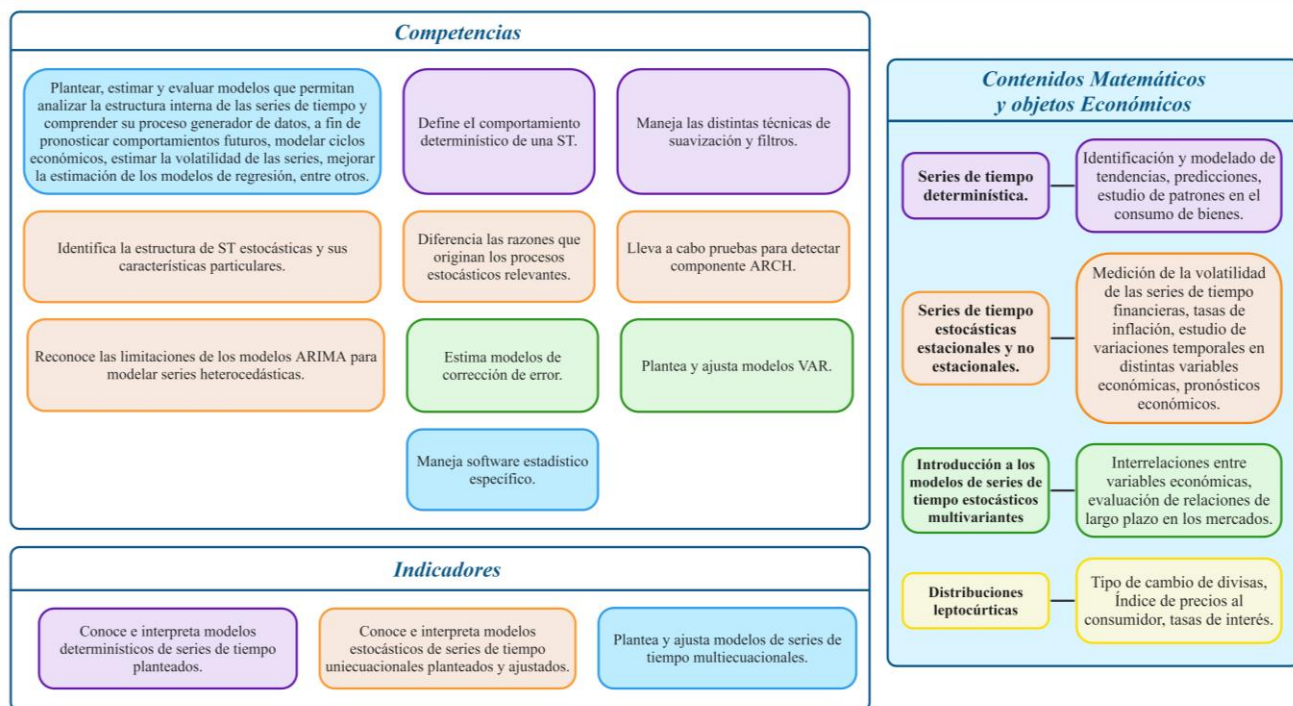 Competencias
Plantear, estimar y evaluar modelos que permitan
analizar la estructura interna de las series de tiempo y
comprender su proceso generador de datos, a fin de
pronosticar comportamientos futuros, modelar ciclos
económicos, estimar la volatilidad de las series, mejorar
la estimación de los modelos de regresión, entre otros.
Define el comportamiento
determinístico de una ST.
Maneja las distintas técnicas de
suavización y filtros.
Identifica la estructura de ST estocásticas y sus
características particulares.
Diferencia las razones que
originan los procesos
estocásticos relevantes.
Lleva a cabo pruebas para detectar
componente ARCH.
Reconoce las limitaciones de los modelos ARIMA para
modelar series heterocedásticas.
Estima modelos de
corrección de error.
Plantea y ajusta modelos VAR.
Maneja software estadístico
específico.
Indicadores
Conoce e interpreta modelos
determinísticos de series de tiempo
planteados.
Conoce e interpreta modelos
estocásticos de series de tiempo
uniecuacionales planteados y ajustados.
Plantea y ajusta modelos de series de
tiempo multiecuacionales.
Contenidos Matemáticos
y objetos Económicos
Series de tiempo
determinística.
Identificación y modelado de
tendencias, predicciones,
estudio de patrones en el
consumo de bienes.
Series de tiempo
estocásticas
estacionales y no
estacionales.
Medición de la volatilidad
de las series de tiempo
financieras, tasas de
inflación, estudio de
variaciones temporales en
distintas variables
económicas, pronósticos
económicos.
Introducción a los
modelos de series de
tiempo estocásticos
multivariantes
Interrelaciones entre
variables económicas,
evaluación de relaciones de
largo plazo en los mercados.
Distribuciones
leptocúrticas
Tipo de cambio de divisas,
Índice de precios al
consumidor, tasas de interés.